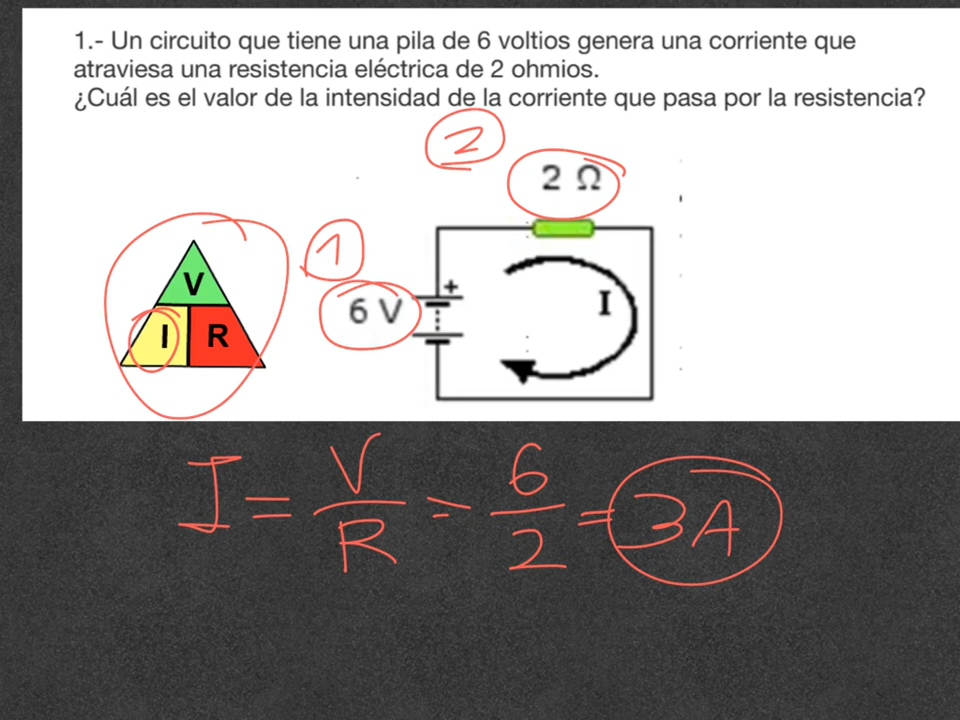 1.- Un circuito que tiene una pila de 6 voltios genera una corriente que
atraviesa una resistencia eléctrica de 2 ohmios.
¿Cuál es el valor de la intensidad de la corriente que pasa por la resistencia?
2
2 Ω
1
V
I R
6 V
+
I
I = V/R = 6/2 = 3A